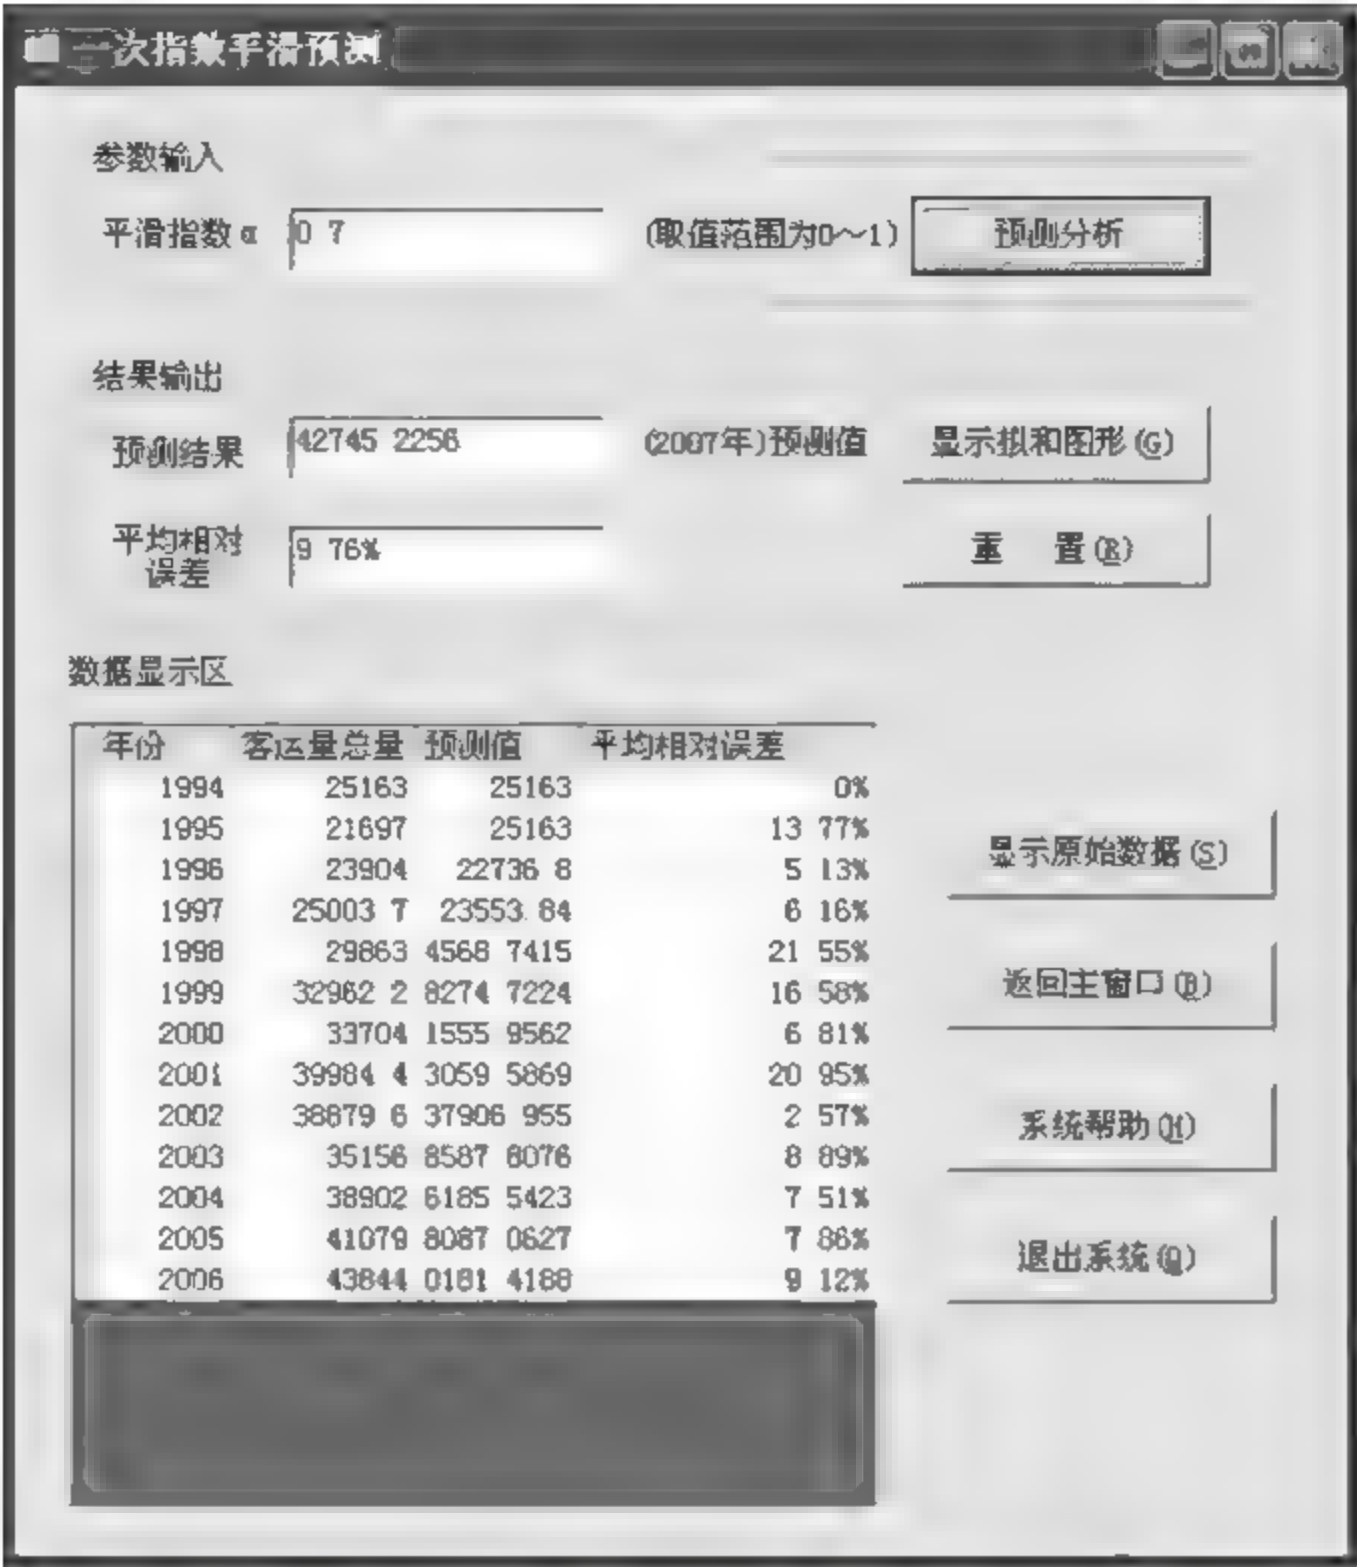 一次指数平滑预测
参数输入
平滑指数α 0 7 (取值范围为0～1) 预测分析
结果输出
预测结果 42745 2256 (2007年)预测值 显示拟和图形(G)
平均相对误差 9 76% 重 置(R)
数据显示区
年份 客运量总量 预测值 平均相对误差
1994 25163 25163 0%
1995 21697 25163 13 77%
1996 23904 22736 8 5 13%
1997 25003 7 23553 84 6 16%
1998 29863 4568 7415 21 55%
1999 32962 2 8274 7224 16 58%
2000 33704 1555 9562 6 81%
2001 39984 4 3059 5869 20 95%
2002 38879 6 37906 955 2 57%
2003 35156 8587 8076 8 89%
2004 38902 6185 5423 7 51%
2005 41079 8087 0627 7 86%
2006 43844 0181 4188 9 12%
显示原始数据(S)
返回主窗口(B)
系统帮助(H)
退出系统(Q)